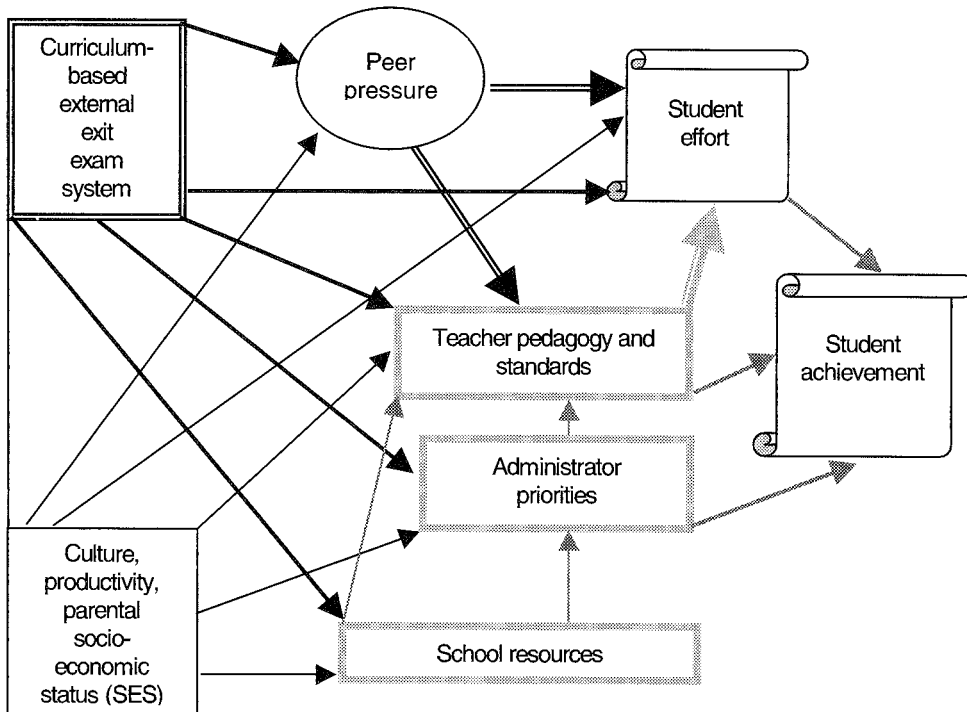 Curriculum-
based
external
exit
exam
system
Peer
pressure
Student
effort
Teacher pedagogy and
standards
Student
achievement
Administrator
priorities
Culture,
productivity,
parental
socio-
economic
status (SES)
School resources